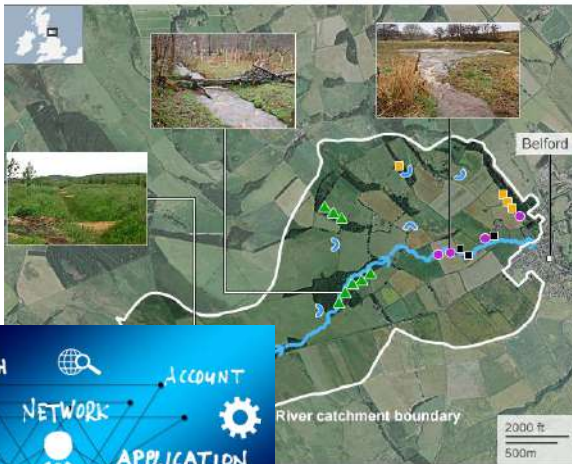 Belford
ACCOUNT
NETWORK
APPLICATION
River catchment boundary
2000 ft
500m